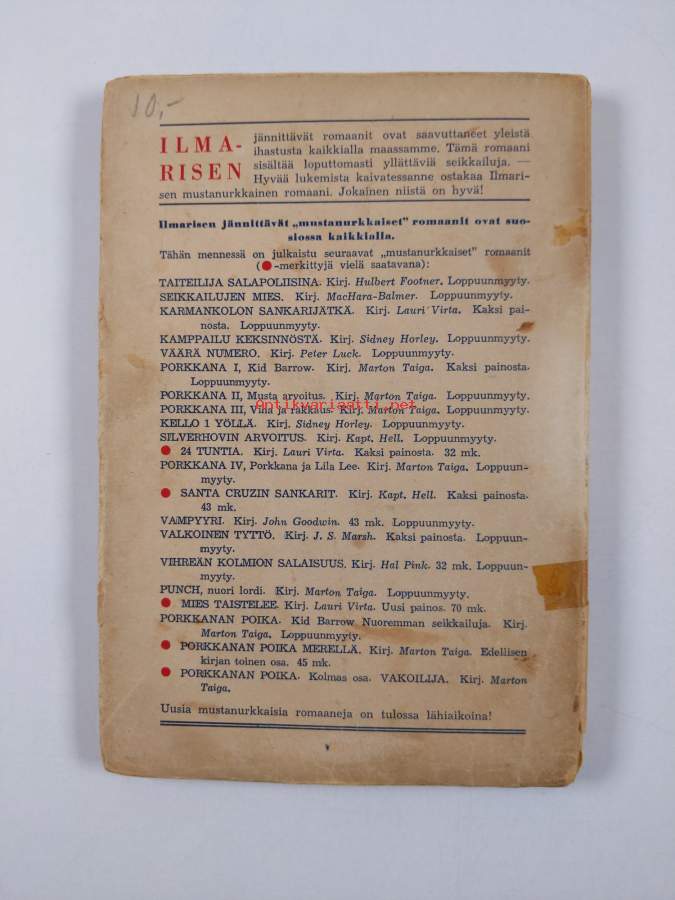 10,-
ILMA-
RISEN
jännittävät romaanit ovat saavuttaneet yleistä
ihastusta kaikkialla maassamme. Tämä romaani
sisältää loputtomasti yllättäviä seikkailuja. —
Hyvää lukemista kaivatessanne ostakaa Ilmari-
sen mustanurkkainen romaani. Jokainen niistä on hyvä!
Ilmarisen jännittävät „mustanurkkaiset" romaanit ovat suo-
siossa kaikkialla.
Tähän mennessä on julkaistu seuraavat „mustanurkkaiset" romaanit
(●-merkittyjä vielä saatavana):
TAITEILIJA SALAPOLIISINA. Kirj. Hulbert Footner. Loppuunmyyty.
SEIKKAILUJEN MIES. Kirj. MacHara-Balmer. Loppuunmyyty.
KARMANKOLON SANKARIJÄTKÄ. Kirj. Lauri Virta. Kaksi pai-
nosta. Loppuunmyyty.
KAMPPAILU KEKSINNÖSTÄ. Kirj. Sidney Horley. Loppuunmyyty.
VÄÄRÄ NUMERO. Kirj. Peter Luck. Loppuunmyyty.
PORKKANA I, Kid Barrow. Kirj. Marton Taiga. Kaksi painosta.
Loppuunmyyty.
PORKKANA II, Musta arvoitus. Kirj. Marton Taiga. Loppuunmyyty.
PORKKANA III, Viha ja rakkaus. Kirj. Marton Taiga. Loppuunmyyty.
Antikvariaatti.net
KELLO 1 YÖLLÄ. Kirj. Sidney Horley. Loppuunmyyty.
SILVERHOVIN ARVOITUS. Kirj. Kapt. Hell. Loppuunmyyty.
● 24 TUNTIA. Kirj. Lauri Virta. Kaksi painosta. 32 mk.
PORKKANA IV, Porkkana ja Lila Lee. Kirj. Marton Taiga. Loppuun-
myyty.
● SANTA CRUZIN SANKARIT. Kirj. Kapt. Hell. Kaksi painosta.
43 mk.
VAMPYYRI. Kirj. John Goodwin. 43 mk. Loppuunmyyty.
VALKOINEN TYTTÖ. Kirj. J. S. Marsh. Kaksi painosta. Loppuun-
myyty.
VIHREÄN KOLMION SALAISUUS. Kirj. Hal Pink. 32 mk. Loppuun-
myyty.
PUNCH, nuori lordi. Kirj. Marton Taiga. Loppuunmyyty.
● MIES TAISTELEE. Kirj. Lauri Virta. Uusi painos. 70 mk.
PORKKANAN POIKA. Kid Barrow Nuoremman seikkailuja. Kirj.
Marton Taiga. Loppuunmyyty.
● PORKKANAN POIKA MERELLÄ. Kirj. Marton Taiga. Edellisen
kirjan toinen osa. 45 mk.
● PORKKANAN POIKA. Kolmas osa. VAKOILIJA. Kirj. Marton
Taiga.
Uusia mustanurkkaisia romaaneja on tulossa lähiaikoina!